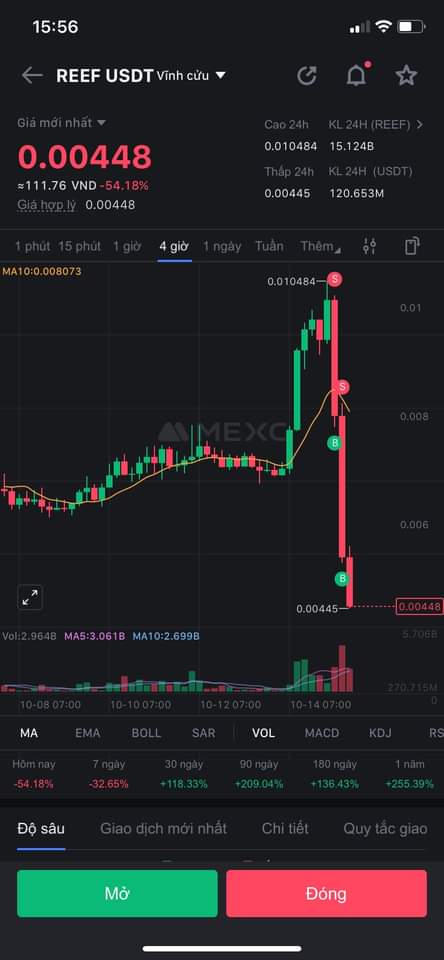 15:56
REEF USDT Vĩnh cửu
Giá mới nhất
0.00448
≈111.76 VND -54.18%
Giá hợp lý 0.00448
Cao 24h KL 24H (REEF)
0.010484 15.124B
Thấp 24h KL 24H (USDT)
0.00445 120.653M
1 phút 15 phút 1 giờ 4 giờ 1 ngày Tuần Thêm
MA10:0.008073
0.010484
S
0.01
S
0.008
MEXC
B
0.006
B
0.00445
0.00448
Vol:2.964B MA5:3.061B MA10:2.699B
5.706B
270.715M
0
10-08 07:00 10-10 07:00 10-12 07:00 10-14 07:00
MA EMA BOLL SAR VOL MACD KDJ RS
Hôm nay 7 ngày 30 ngày 90 ngày 180 ngày 1 năm
-54.18% -32.65% +118.33% +209.04% +136.43% +255.39%
Độ sâu Giao dịch mới nhất Chi tiết Quy tắc giao
Mở Đóng